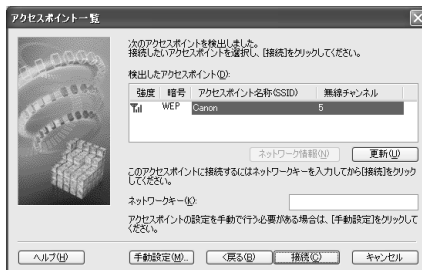 アクセスポイント一覧
次のアクセスポイントを検出しました。
接続したいアクセスポイントを選択し、[接続]をクリックしてください。
検出したアクセスポイント(D):
強度 暗号 アクセスポイント名称(SSID) 無線チャンネル
WEP Canon 5
ネットワーク情報(N) 更新(U)
このアクセスポイントに接続するにはネットワークキーを入力してから[接続]をクリック
してください。
ネットワークキー(K):
アクセスポイントの設定を手動で行う必要がある場合は、[手動設定]をクリックして
ください。
ヘルプ(H) 手動設定(M)... <戻る(B) 接続(C) キャンセル